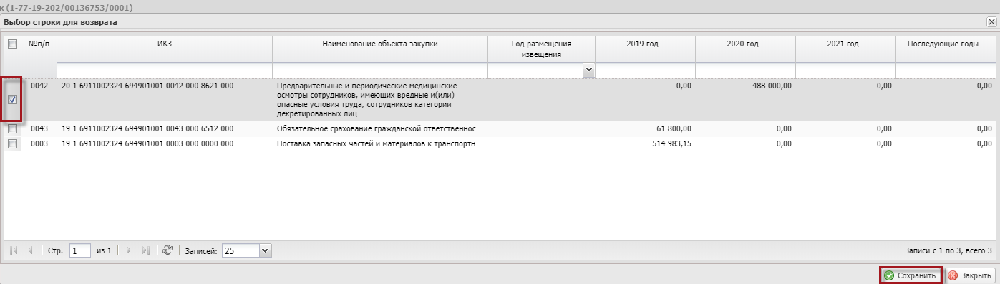 к (1-77-19-202/00136753/0001)
Выбор строки для возврата
№п/п ИКЗ Наименование объекта закупки Год размещения извещения 2019 год 2020 год 2021 год Последующие годы
0042 20 1 6911002324 694901001 0042 000 8621 000 Предварительные и периодические медицинские 0,00 488 000,00 0,00 0,00
осмотры сотрудников, имеющих вредные и(или)
опасные условия труда, сотрудников категории
декретированных лиц
0043 19 1 6911002324 694901001 0043 000 6512 000 Обязательное срахование гражданской ответственнос... 61 800,00 0,00 0,00 0,00
0003 19 1 6911002324 694901001 0003 000 0000 000 Поставка запасных частей и материалов к транспортн... 514 983,15 0,00 0,00 0,00
Стр. 1 из 1 Записей: 25 Записи с 1 по 3, всего 3
Сохранить Закрыть